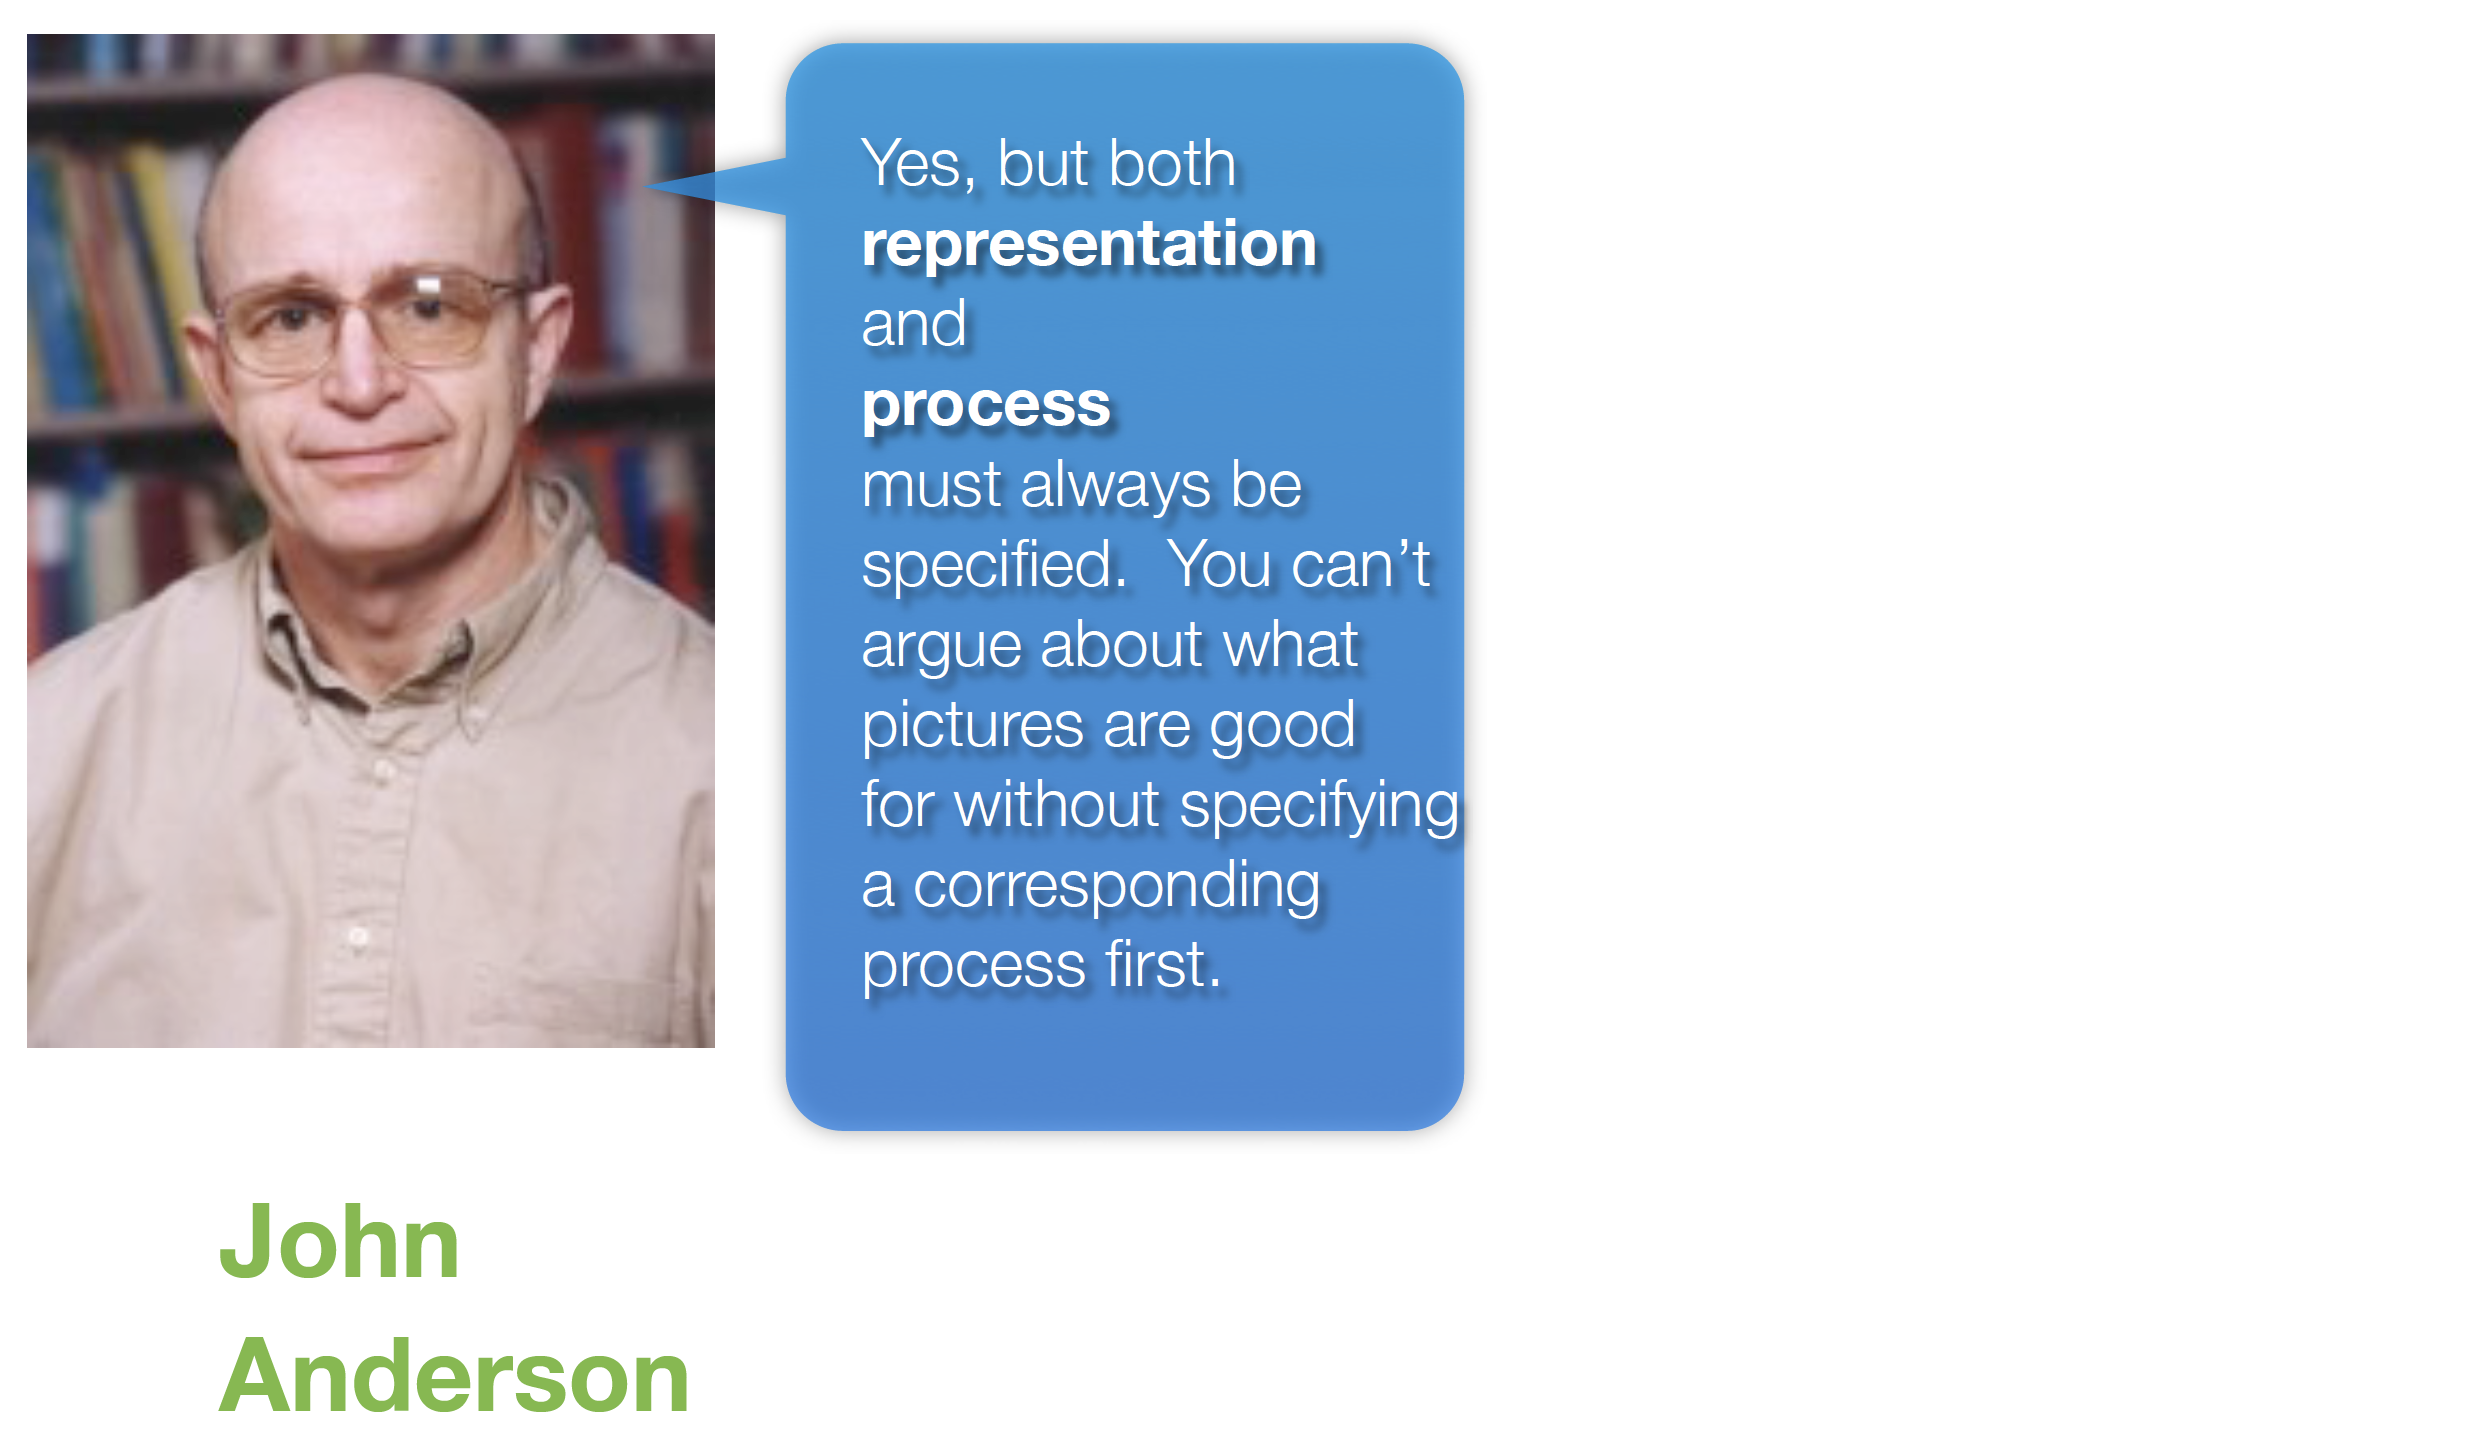 Yes, but both
representation
and
process
must always be
specified.  You can’t
argue about what
pictures are good
for without specifying
a corresponding
process first.
John
Anderson